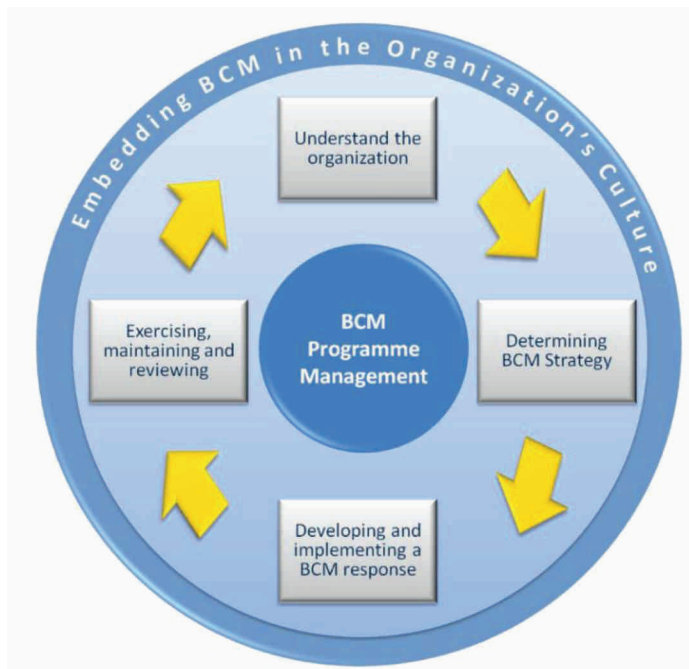 Embedding BCM in the Organization's Culture
Understand the
organization
Exercising,
maintaining and
reviewing
BCM
Programme
Management
Determining
BCM Strategy
Developing and
implementing a
BCM response